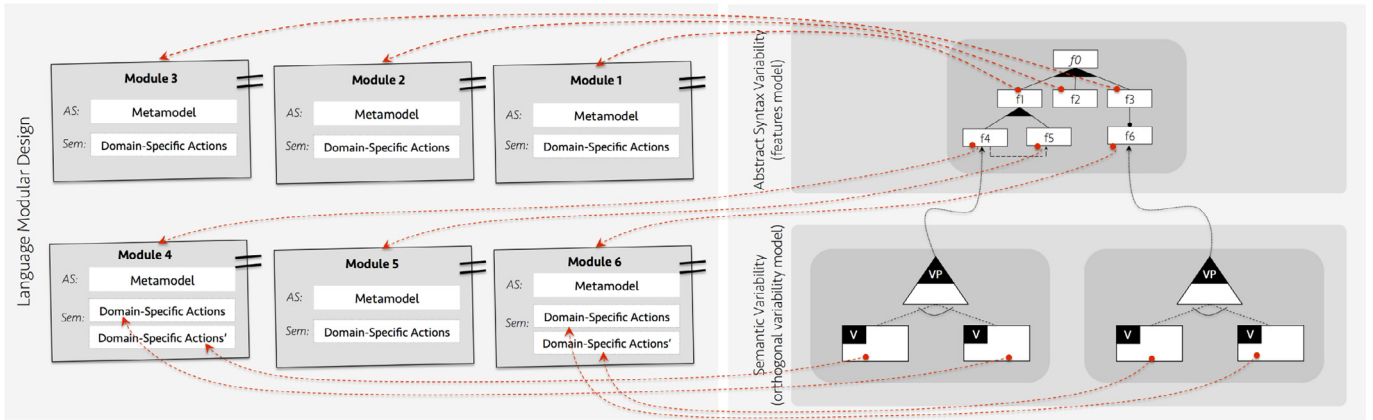 Language Modular Design
Module 3
AS: Metamodel
Sem: Domain-Specific Actions
Module 2
AS: Metamodel
Sem: Domain-Specific Actions
Module 1
AS: Metamodel
Sem: Domain-Specific Actions
Module 4
AS: Metamodel
Sem: Domain-Specific Actions
Domain-Specific Actions'
Module 5
AS: Metamodel
Sem: Domain-Specific Actions
Module 6
AS: Metamodel
Sem: Domain-Specific Actions
Domain-Specific Actions'
Abstract Syntax Variability
(features model)
f0
f1 f2 f3
f4 f5 f6
Semantic Variability
(orthogonal variability model)
VP VP
V V V V